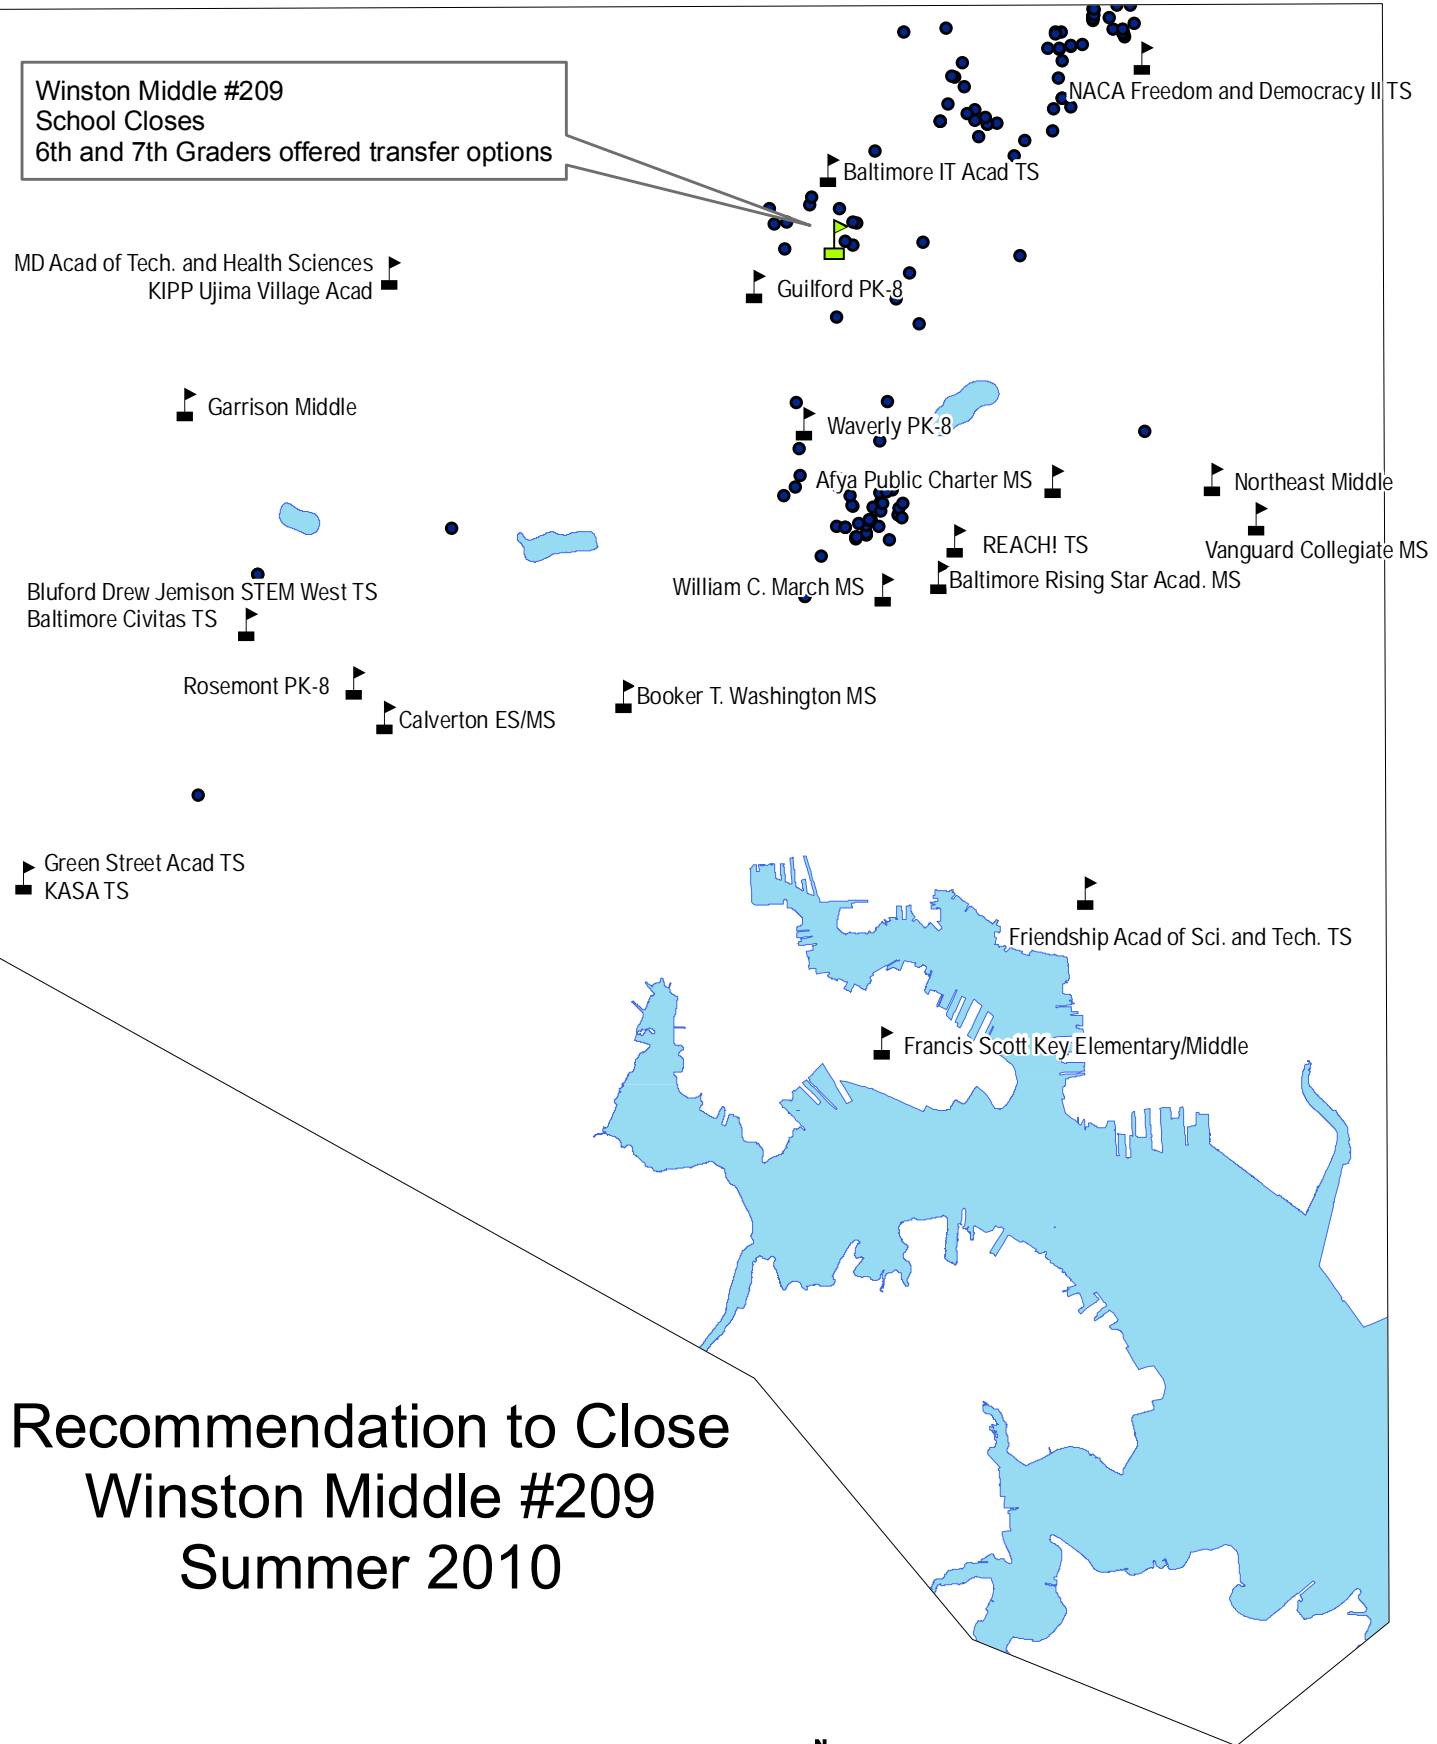 Winston Middle #209
School Closes
6th and 7th Graders offered transfer options
NACA Freedom and Democracy II TS
Baltimore IT Acad TS
MD Acad of Tech. and Health Sciences
KIPP Ujima Village Acad
Guilford PK-8
Garrison Middle
Waverly PK-8
Afya Public Charter MS
Northeast Middle
REACH! TS
Vanguard Collegiate MS
William C. March MS
Baltimore Rising Star Acad. MS
Bluford Drew Jemison STEM West TS
Baltimore Civitas TS
Rosemont PK-8
Booker T. Washington MS
Calverton ES/MS
Green Street Acad TS
KASA TS
Friendship Acad of Sci. and Tech. TS
Francis Scott Key Elementary/Middle
Recommendation to Close
Winston Middle #209
Summer 2010
N